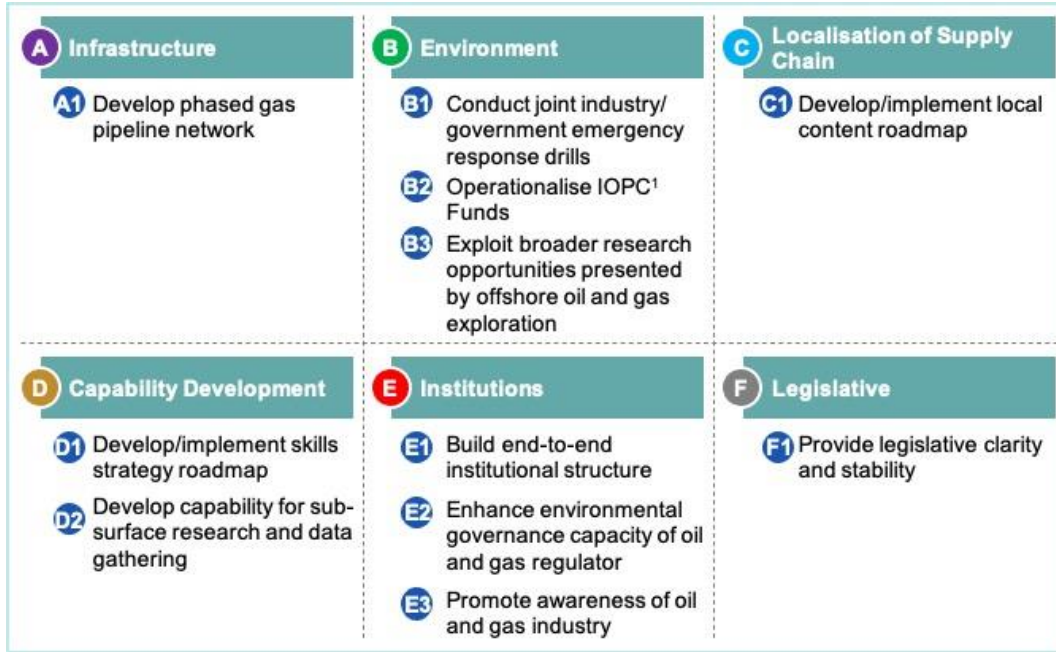 A Infrastructure
A1 Develop phased gas
pipeline network
B Environment
B1 Conduct joint industry/
government emergency
response drills
B2 Operationalise IOPC¹
Funds
B3 Exploit broader research
opportunities presented
by offshore oil and gas
exploration
C Localisation of Supply
Chain
C1 Develop/implement local
content roadmap
D Capability Development
D1 Develop/implement skills
strategy roadmap
D2 Develop capability for sub-
surface research and data
gathering
E Institutions
E1 Build end-to-end
institutional structure
E2 Enhance environmental
governance capacity of oil
and gas regulator
E3 Promote awareness of oil
and gas industry
F Legislative
F1 Provide legislative clarity
and stability